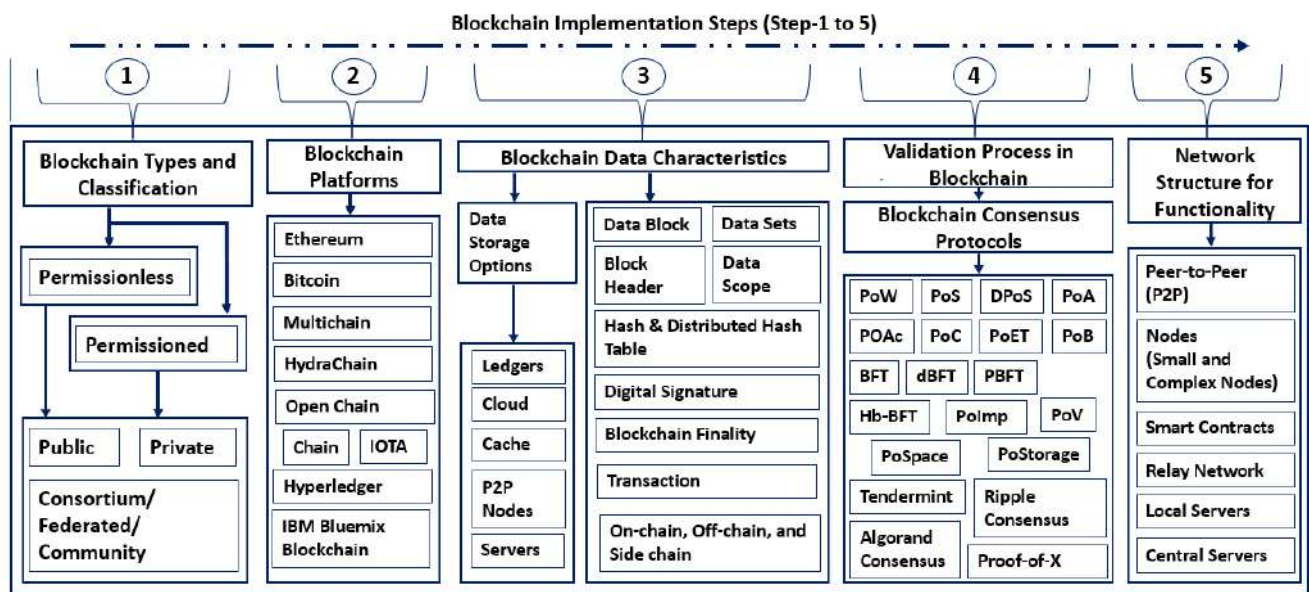 Blockchain Implementation Steps (Step-1 to 5)
1
2
3
4
5
Blockchain Types and
Classification
Permissionless
Permissioned
Public
Private
Consortium/
Federated/
Community
Blockchain
Platforms
Ethereum
Bitcoin
Multichain
HydraChain
Open Chain
Chain
IOTA
Hyperledger
IBM Bluemix
Blockchain
Blockchain Data Characteristics
Data
Storage
Options
Ledgers
Cloud
Cache
P2P
Nodes
Servers
Data Block
Data Sets
Block
Header
Data
Scope
Hash & Distributed Hash
Table
Digital Signature
Blockchain Finality
Transaction
On-chain, Off-chain, and
Side chain
Validation Process in
Blockchain
Blockchain Consensus
Protocols
PoW
PoS
DPoS
PoA
POAc
PoC
PoET
PoB
BFT
dBFT
PBFT
Hb-BFT
PoImp
PoV
PoSpace
PoStorage
Tendermint
Ripple
Consensus
Algorand
Consensus
Proof-of-X
Network
Structure for
Functionality
Peer-to-Peer
(P2P)
Nodes
(Small and
Complex Nodes)
Smart Contracts
Relay Network
Local Servers
Central Servers